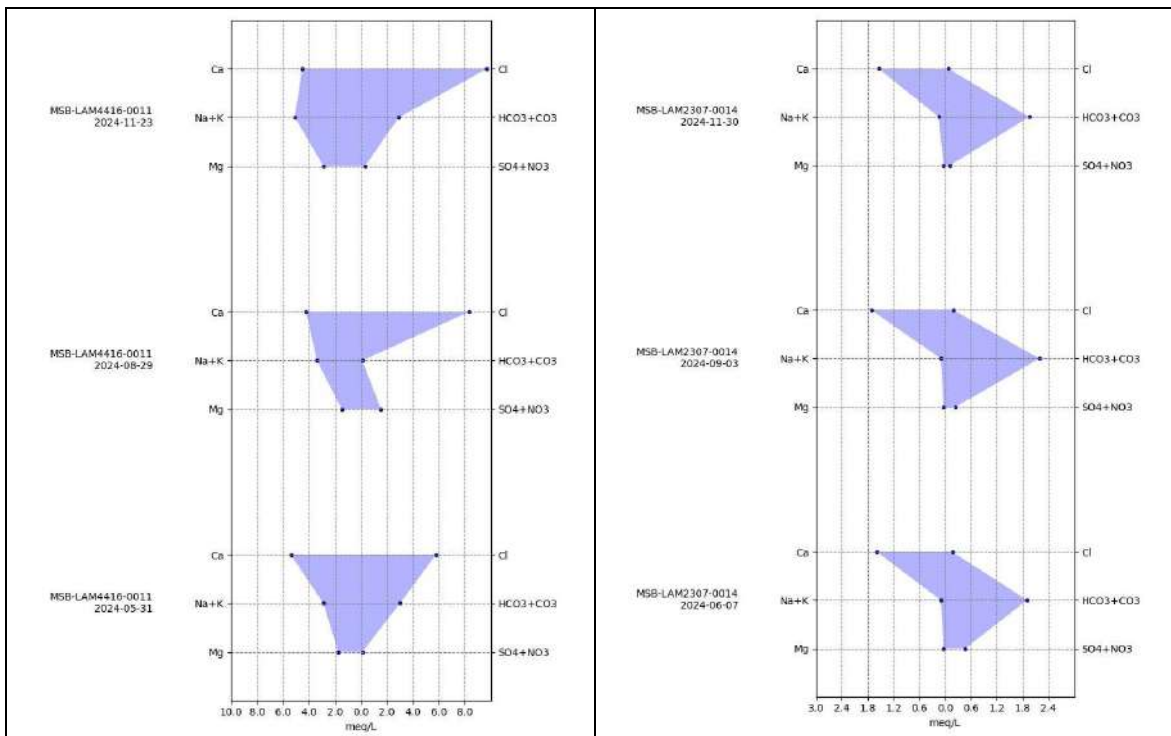 Ca
Cl
MSB-LAM4416-0011
2024-11-23
Na+K
HCO3+CO3
Mg
SO4+NO3
Ca
Cl
MSB-LAM4416-0011
2024-08-29
Na+K
HCO3+CO3
Mg
SO4+NO3
Ca
Cl
MSB-LAM4416-0011
2024-05-31
Na+K
HCO3+CO3
Mg
SO4+NO3
10.0 8.0 6.0 4.0 2.0 0.0 2.0 4.0 6.0 8.0
meq/L
Ca
Cl
MSB-LAM2307-0014
2024-11-30
Na+K
HCO3+CO3
Mg
SO4+NO3
Ca
Cl
MSB-LAM2307-0014
2024-09-03
Na+K
HCO3+CO3
Mg
SO4+NO3
Ca
Cl
MSB-LAM2307-0014
2024-06-07
Na+K
HCO3+CO3
Mg
SO4+NO3
3.0 2.4 1.8 1.2 0.6 0.0 0.6 1.2 1.8 2.4
meq/L